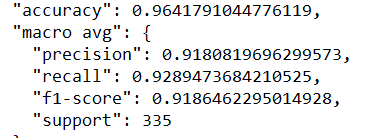 "accuracy": 0.9641791044776119,
"macro avg": {
"precision": 0.9180819696299573,
"recall": 0.9289473684210525,
"f1-score": 0.9186462295014928,
"support": 335